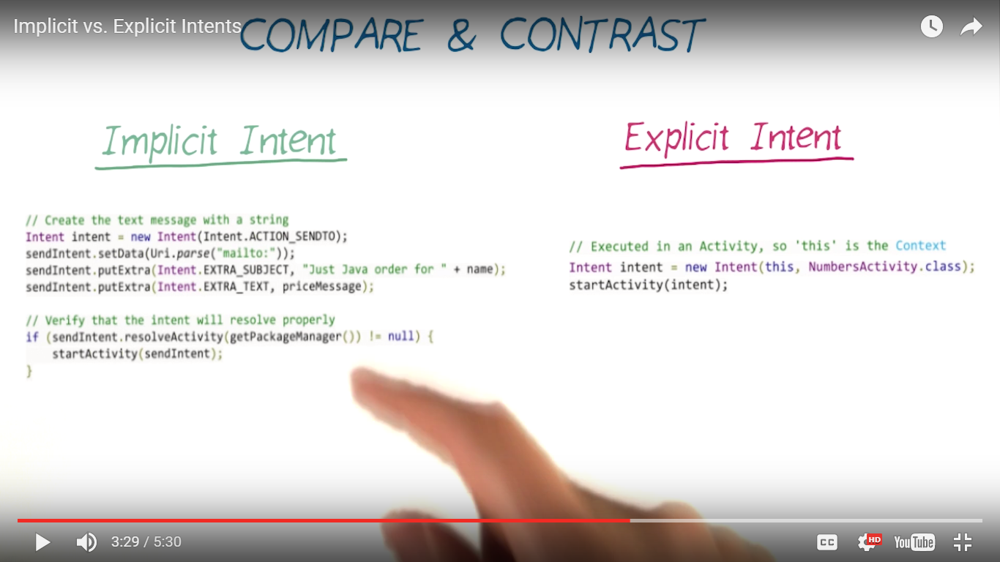 Implicit vs. Explicit Intents
COMPARE & CONTRAST
Implicit Intent
// Create the text message with a string
Intent intent = new Intent(Intent.ACTION_SENDTO);
sendIntent.setData(Uri.parse("mailto:"));
sendIntent.putExtra(Intent.EXTRA_SUBJECT, "Just Java order for " + name);
sendIntent.putExtra(Intent.EXTRA_TEXT, priceMessage);
// Verify that the intent will resolve properly
if (sendIntent.resolveActivity(getPackageManager()) != null) {
startActivity(sendIntent);
}
Explicit Intent
// Executed in an Activity, so 'this' is the Context
Intent intent = new Intent(this, NumbersActivity.class);
startActivity(intent);
3:29 / 5:30
CC
HD
YouTube